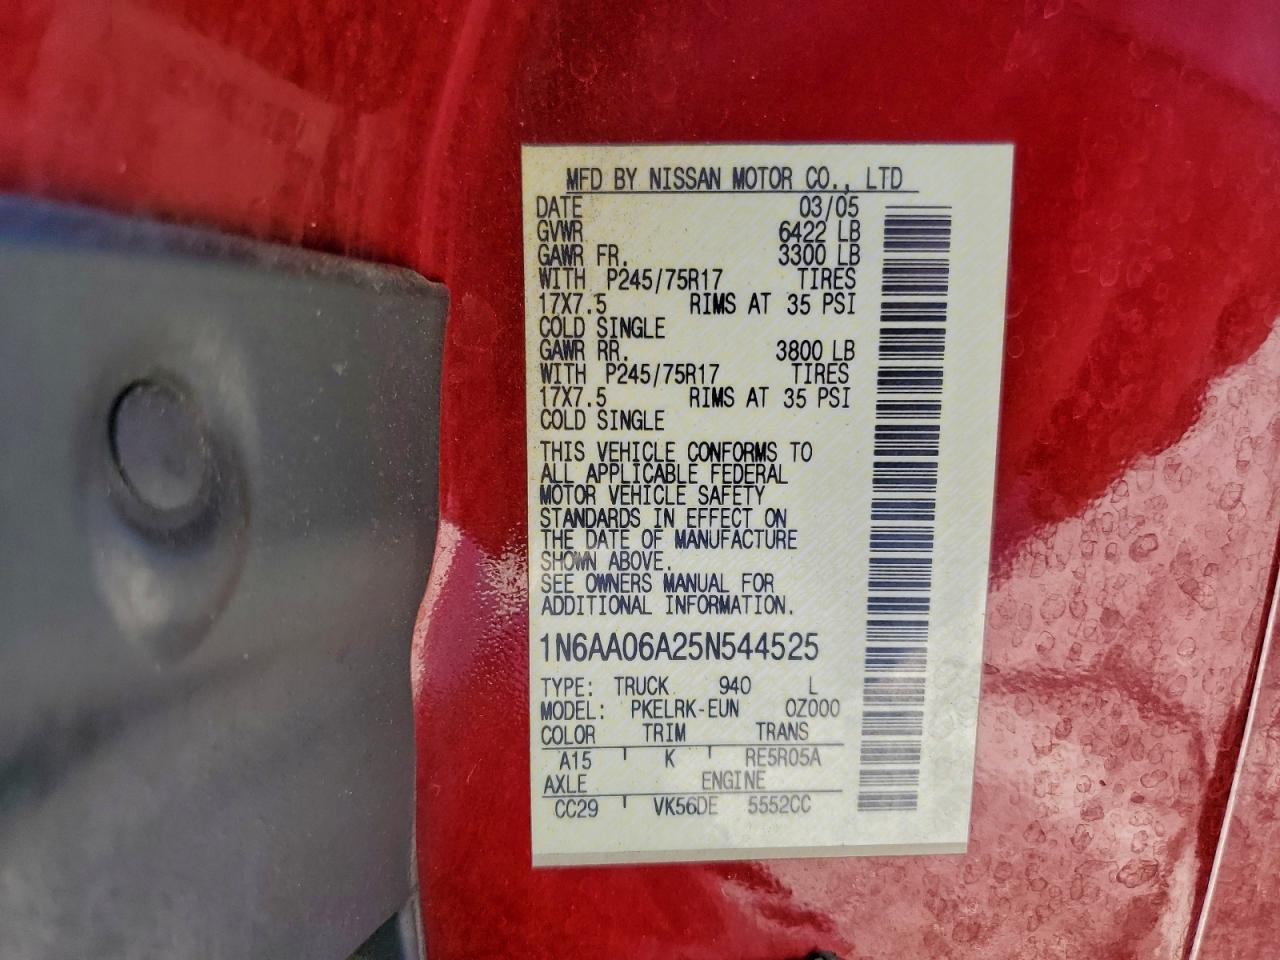 MFD BY NISSAN MOTOR CO., LTD
DATE 03/05
GVWR 6422 LB
GAWR FR. 3300 LB
WITH P245/75R17 TIRES
17X7.5 RIMS AT 35 PSI
COLD SINGLE
GAWR RR. 3800 LB
WITH P245/75R17 TIRES
17X7.5 RIMS AT 35 PSI
COLD SINGLE
THIS VEHICLE CONFORMS TO
ALL APPLICABLE FEDERAL
MOTOR VEHICLE SAFETY
STANDARDS IN EFFECT ON
THE DATE OF MANUFACTURE
SHOWN ABOVE.
SEE OWNERS MANUAL FOR
ADDITIONAL INFORMATION.
1N6AA06A25N544525
TYPE: TRUCK 940 L
MODEL: PKELRK-EUN 0Z000
COLOR TRIM TRANS
A15 K RE5R05A
AXLE ENGINE
CC29 VK56DE 5552CC